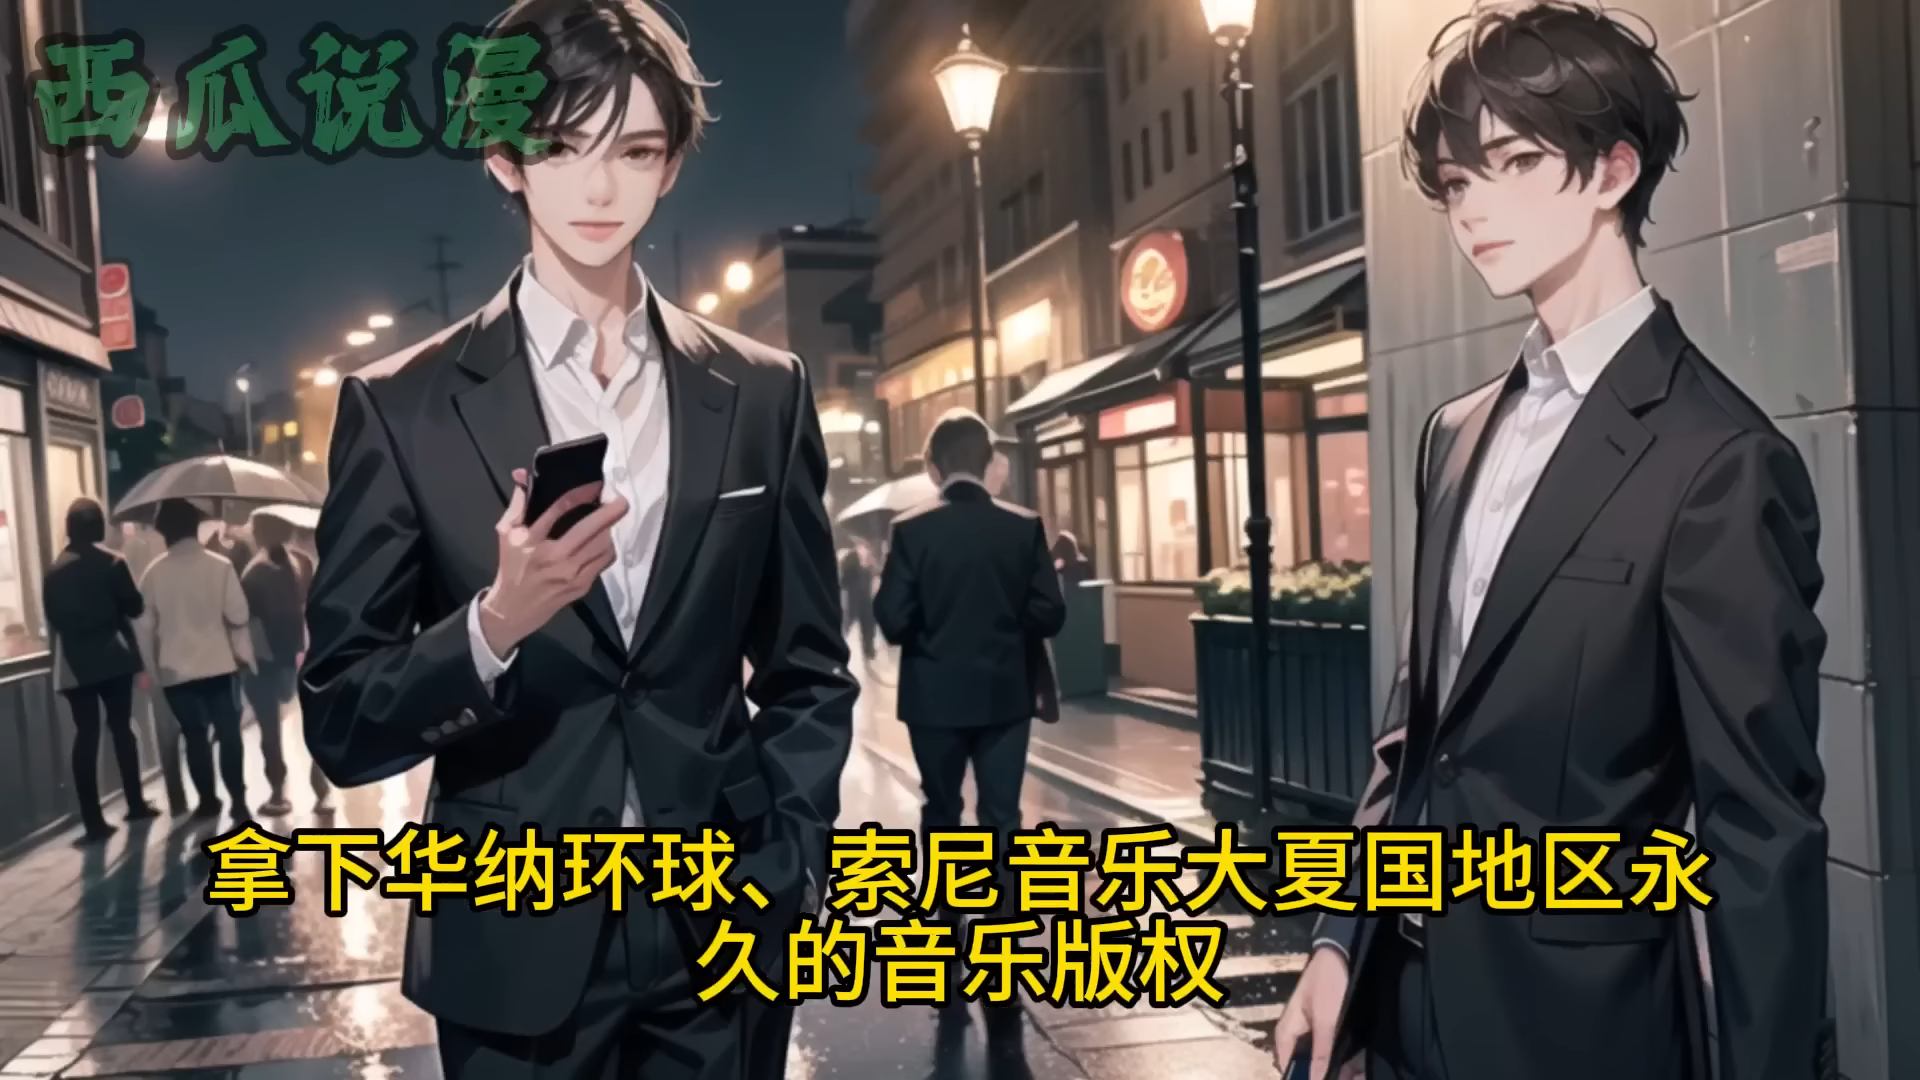 西瓜说漫
拿下华纳环球、索尼音乐大夏国地区永
久的音乐版权